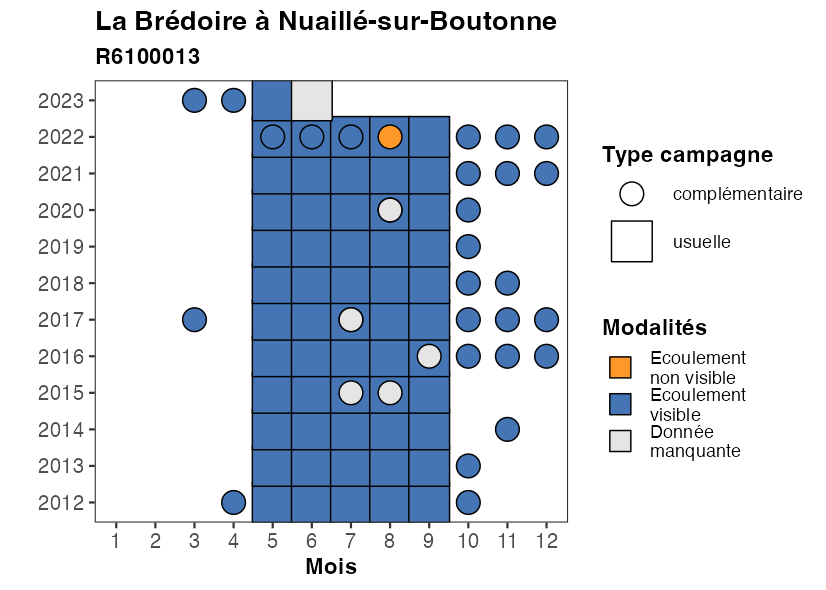 La Brédoire à Nuaillé-sur-Boutonne
R6100013
2023
2022
2021
2020
2019
2018
2017
2016
2015
2014
2013
2012
1 2 3 4 5 6 7 8 9 10 11 12
Mois
Type campagne
complémentaire
usuelle
Modalités
Ecoulement
non visible
Ecoulement
visible
Donnée
manquante